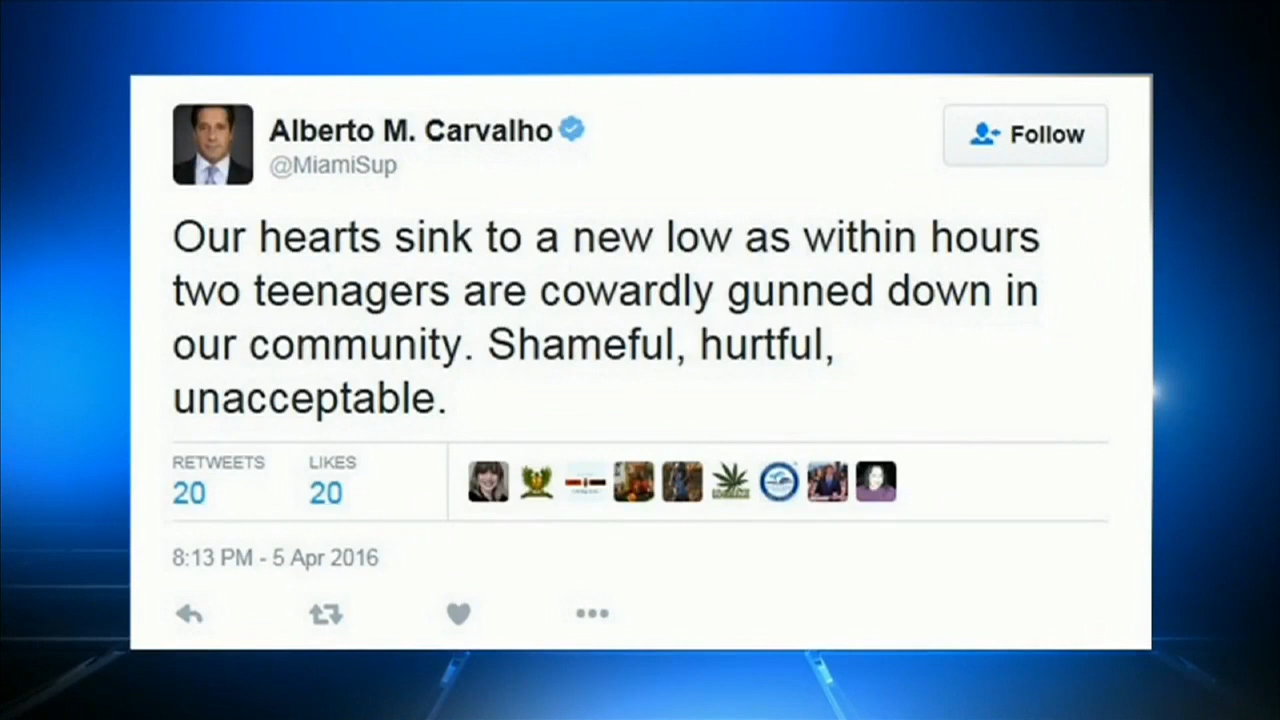 Alberto M. Carvalho
@MiamiSup
Follow
Our hearts sink to a new low as within hours
two teenagers are cowardly gunned down in
our community. Shameful, hurtful,
unacceptable.
RETWEETS LIKES
20 20
8:13 PM - 5 Apr 2016